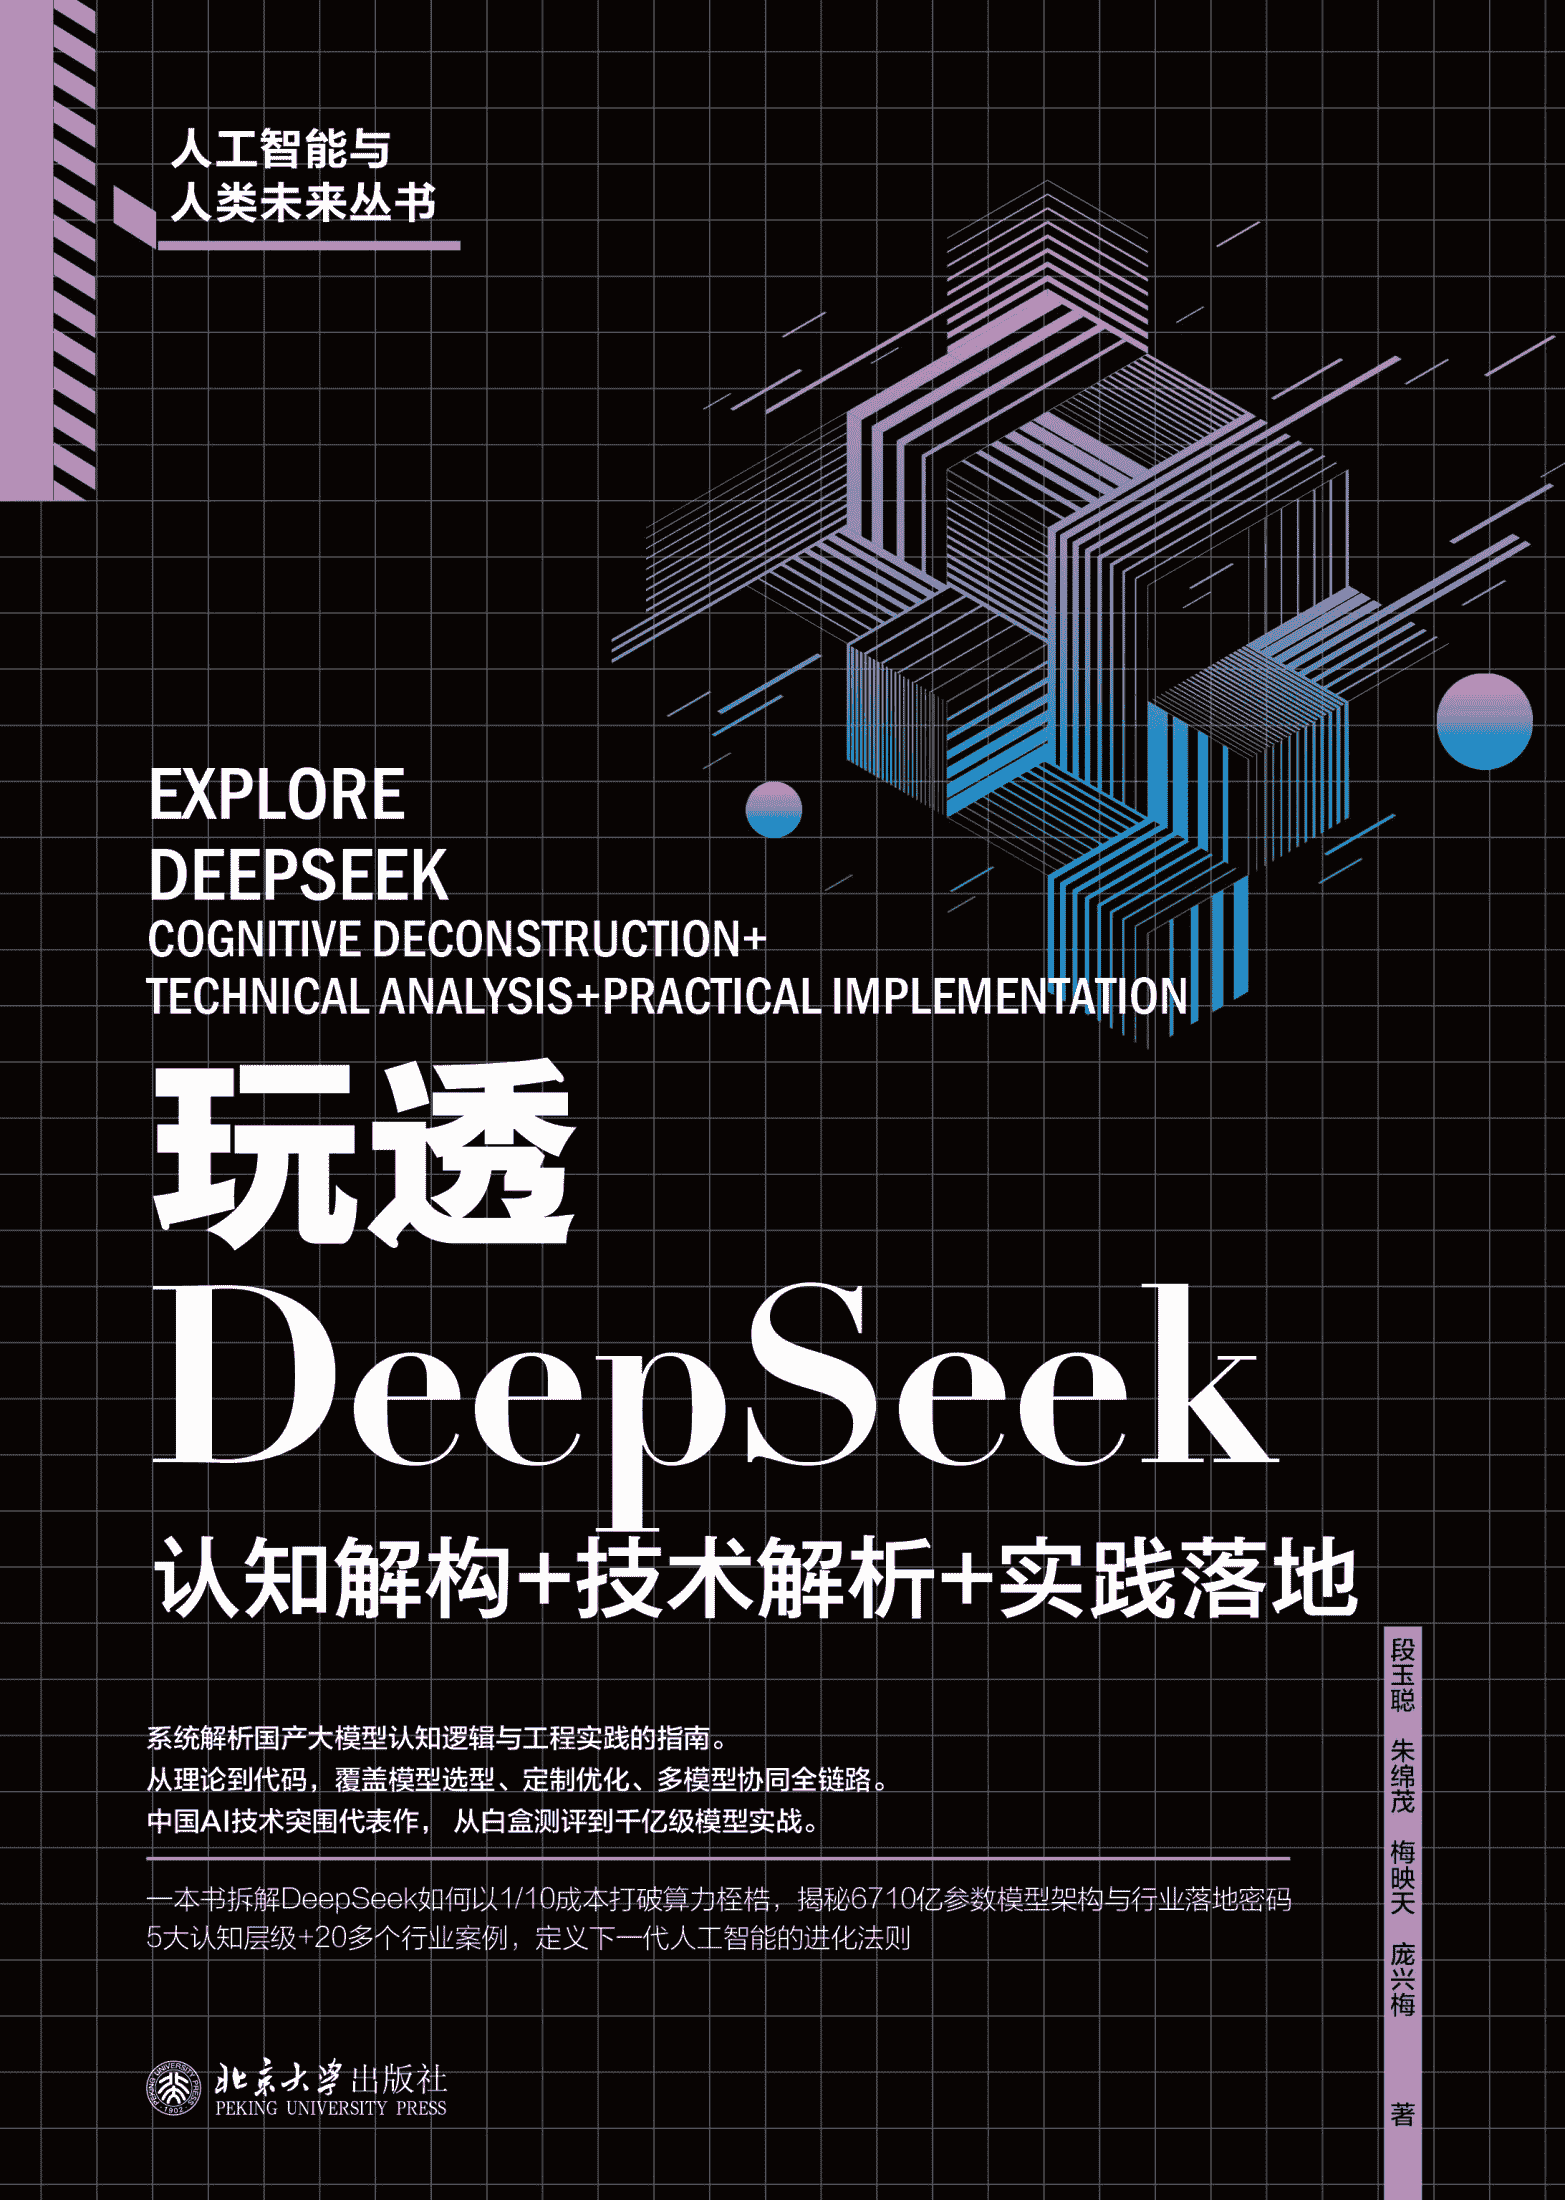 人工智能与
人类未来丛书
EXPLORE
DEEPSEEK
COGNITIVE DECONSTRUCTION+
TECHNICAL ANALYSIS+PRACTICAL IMPLEMENTATION
玩透
DeepSeek
认知解构+技术解析+实践落地
段玉聪 朱绵茂 梅映天 庞兴梅 著
系统解析国产大模型认知逻辑与工程实践的指南。
从理论到代码，覆盖模型选型、定制优化、多模型协同全链路。
中国AI技术突围代表作， 从白盒测评到千亿级模型实战。
一本书拆解DeepSeek如何以1/10成本打破算力桎梏，揭秘6710亿参数模型架构与行业落地密码
5大认知层级+20多个行业案例，定义下一代人工智能的进化法则
PEKING UNIVERSITY PRESS
·1902·
北京大学出版社
PEKING UNIVERSITY PRESS